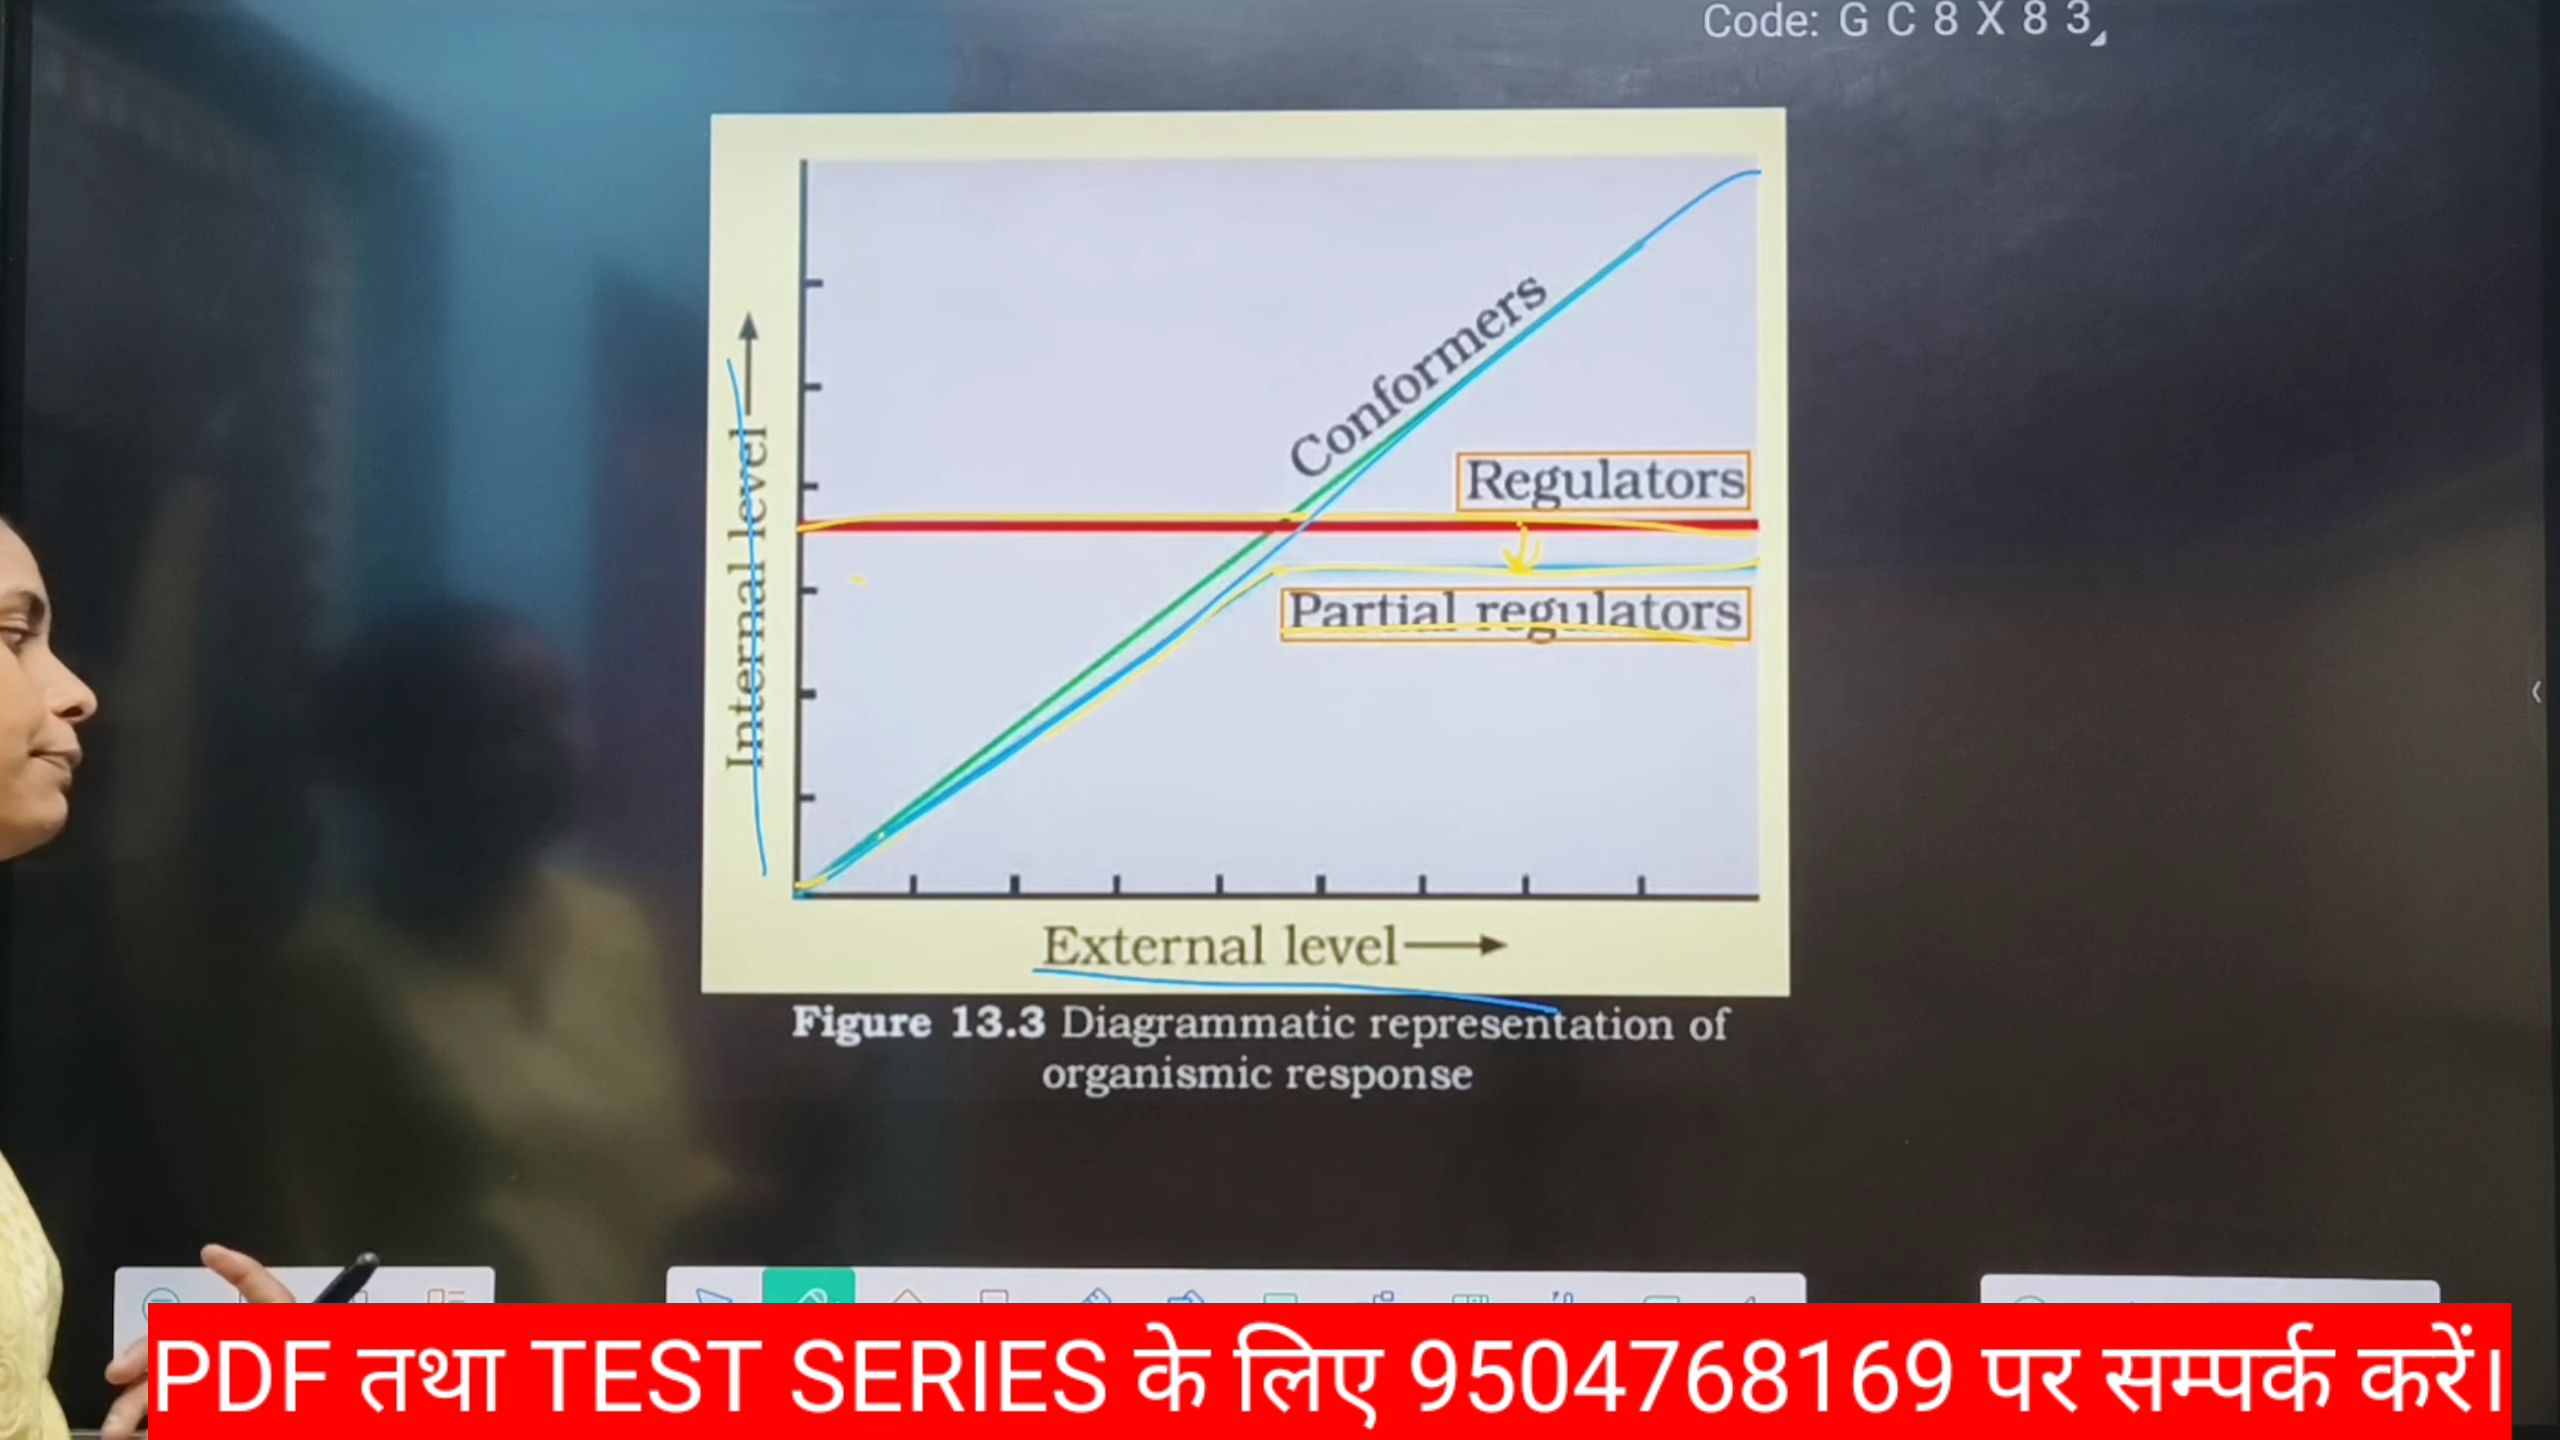 Code: G C 8 X 8 3
Internal level
Conformers
Regulators
Partial regulators
External level
Figure 13.3 Diagrammatic representation of
organismic response
PDF तथा TEST SERIES के लिए 9504768169 पर सम्पर्क करें।